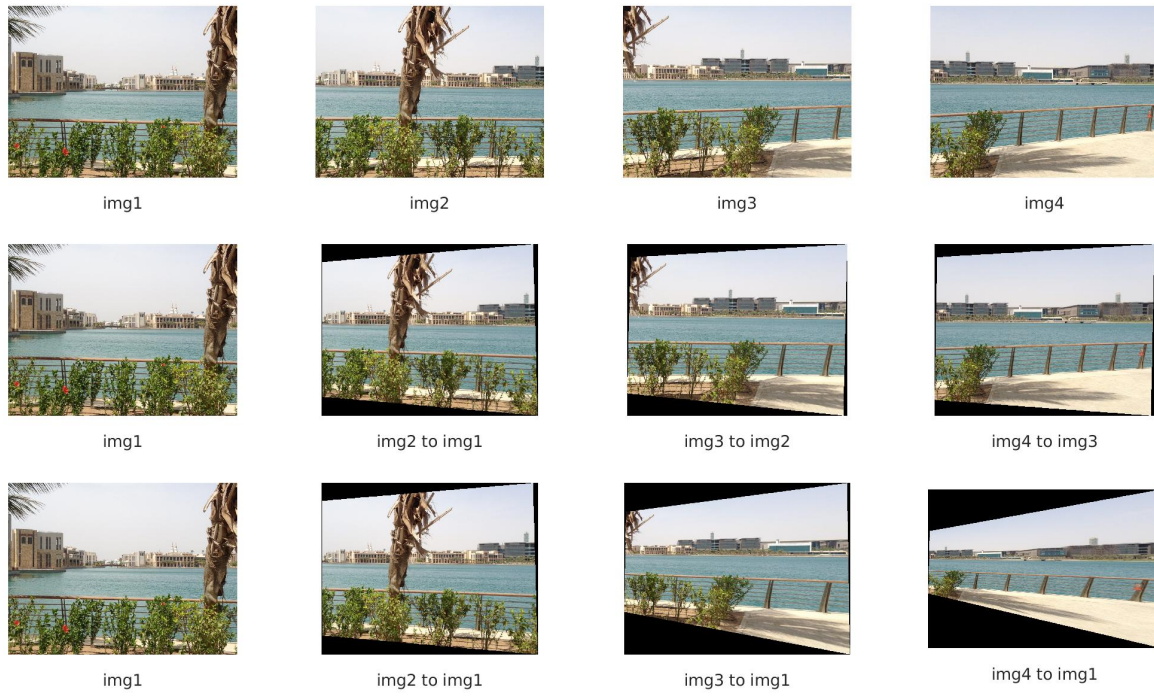 img1
img2
img3
img4
img1
img2 to img1
img3 to img2
img4 to img3
img1
img2 to img1
img3 to img1
img4 to img1